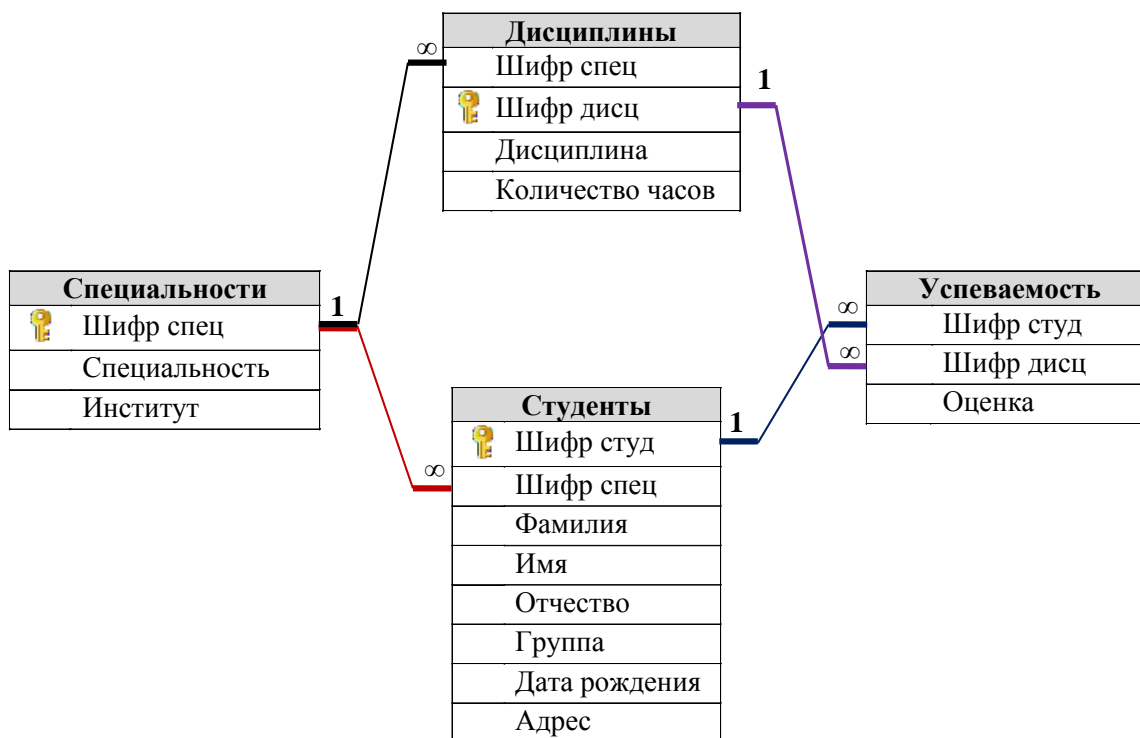 Дисциплины
∞
Шифр спец
1
Шифр дисц
Дисциплина
Количество часов
Специальности
1
Шифр спец
Специальность
Институт
Успеваемость
∞
Шифр студ
∞
Шифр дисц
Оценка
Студенты
1
Шифр студ
∞
Шифр спец
Фамилия
Имя
Отчество
Группа
Дата рождения
Адрес